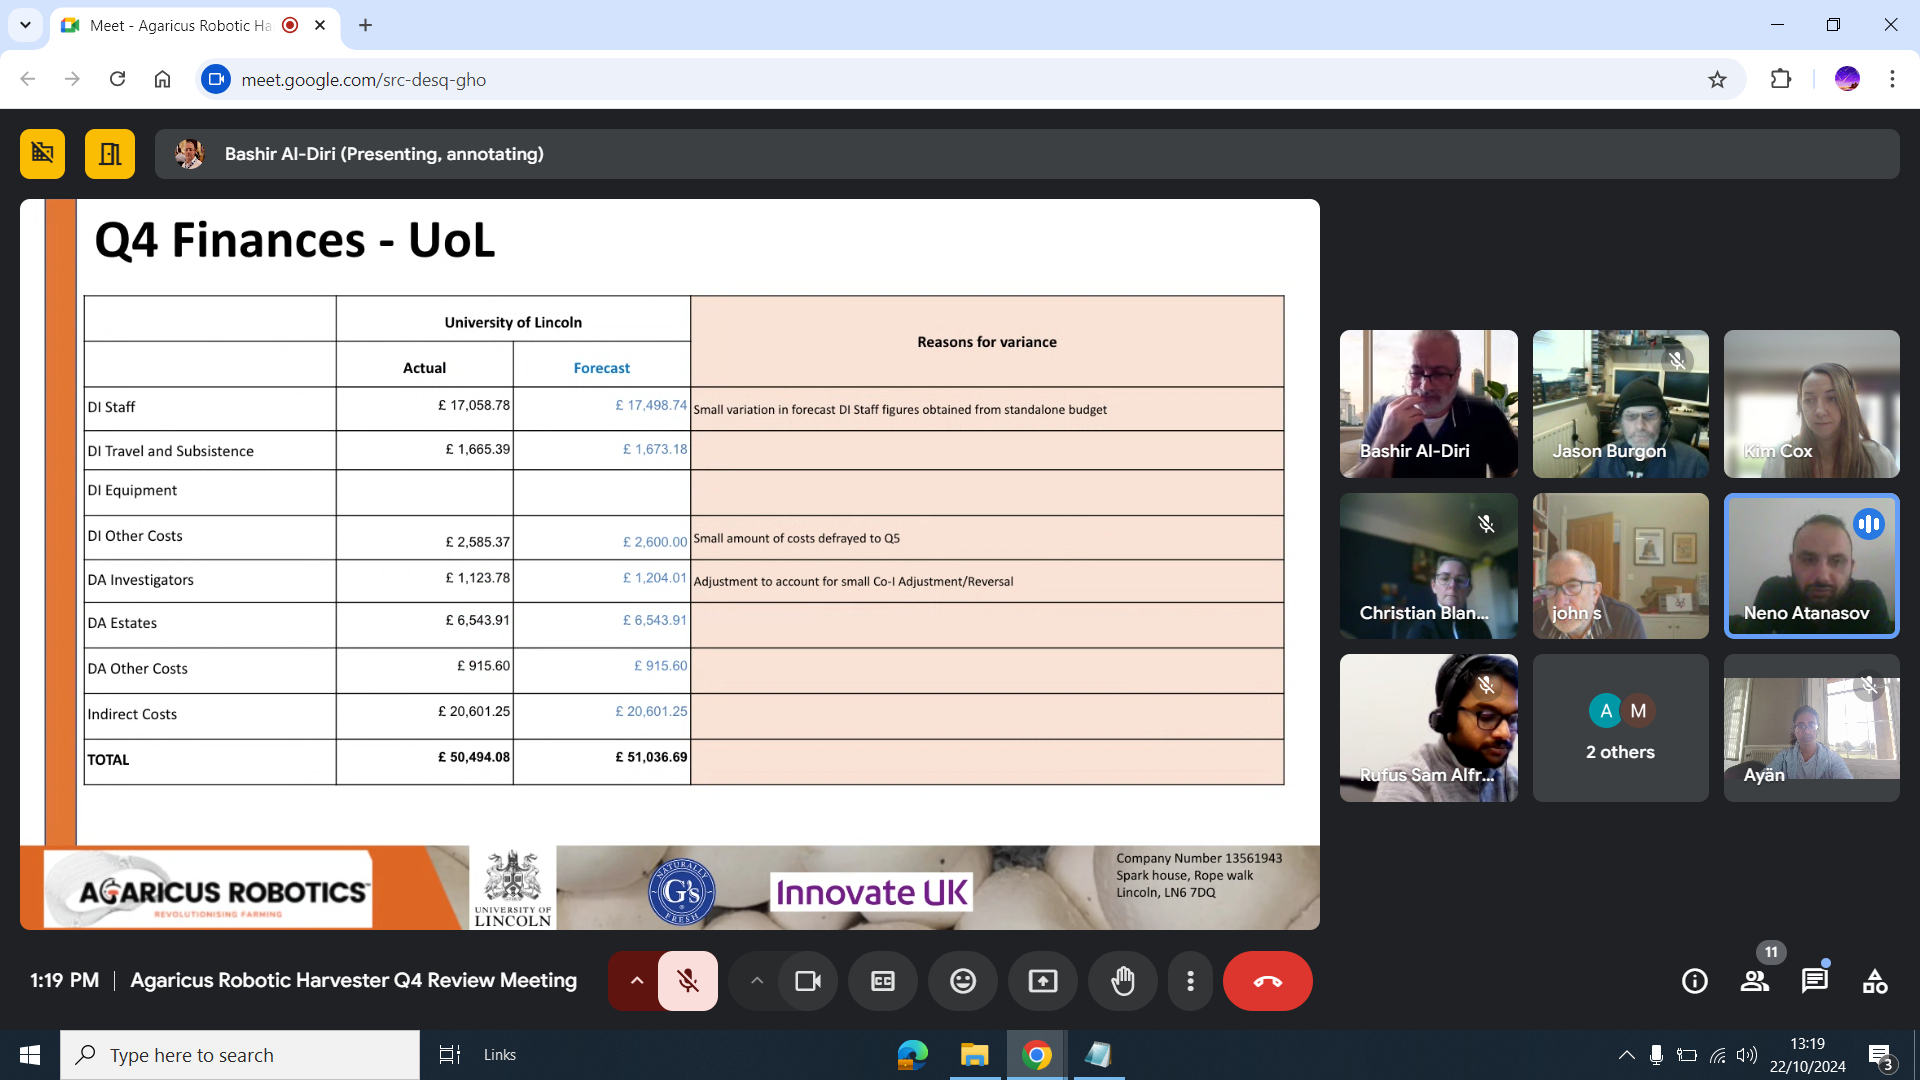 Meet - Agaricus Robotic Ha
meet.google.com/src-desq-gho
Bashir Al-Diri (Presenting, annotating)
Q4 Finances - UoL
University of Lincoln
Reasons for variance
Actual
Forecast
DI Staff £ 17,058.78 £ 17,498.74 Small variation in forecast DI Staff figures obtained from standalone budget
DI Travel and Subsistence £ 1,665.39 £ 1,673.18
DI Equipment
DI Other Costs £ 2,585.37 £ 2,600.00 Small amount of costs defrayed to Q5
DA Investigators £ 1,123.78 £ 1,204.01 Adjustment to account for small Co-I Adjustment/Reversal
DA Estates £ 6,543.91 £ 6,543.91
DA Other Costs £ 915.60 £ 915.60
Indirect Costs £ 20,601.25 £ 20,601.25
TOTAL £ 50,494.08 £ 51,036.69
AGARICUS ROBOTICS™
REVOLUTIONISING FARMING
UNIVERSITY OF
LINCOLN
NATURALLY
G's
FRESH
Innovate UK
Company Number 13561943
Spark house, Rope walk
Lincoln, LN6 7DQ
Bashir Al-Diri
Jason Burgon
Kim Cox
Christian Blan...
john s
Neno Atanasov
Rufus Sam Alfr...
A M
2 others
Ayän
1:19 PM
Agaricus Robotic Harvester Q4 Review Meeting
CC
11
Type here to search
Links
13:19
22/10/2024
3